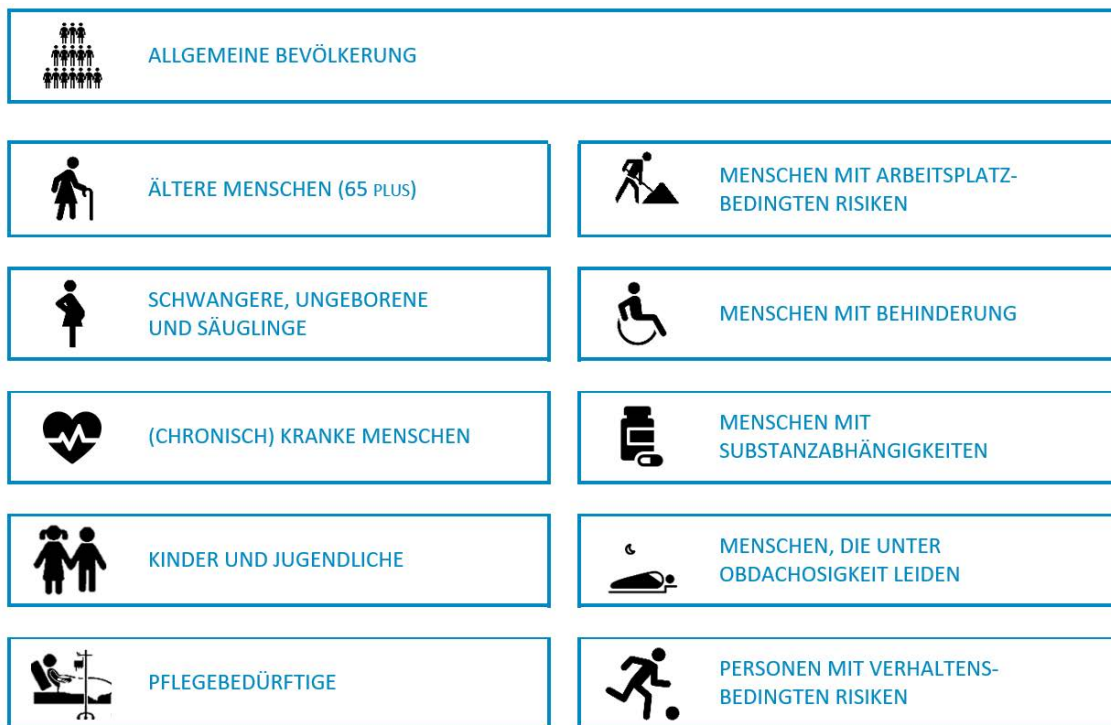 ALLGEMEINE BEVÖLKERUNG
ÄLTERE MENSCHEN (65 PLUS)
MENSCHEN MIT ARBEITSPLATZ-
BEDINGTEN RISIKEN
SCHWANGERE, UNGEBORENE
UND SÄUGLINGE
MENSCHEN MIT BEHINDERUNG
(CHRONISCH) KRANKE MENSCHEN
MENSCHEN MIT
SUBSTANZABHÄNGIGKEITEN
KINDER UND JUGENDLICHE
MENSCHEN, DIE UNTER
OBDACHOSIGKEIT LEIDEN
PFLEGEBEDÜRFTIGE
PERSONEN MIT VERHALTENS-
BEDINGTEN RISIKEN